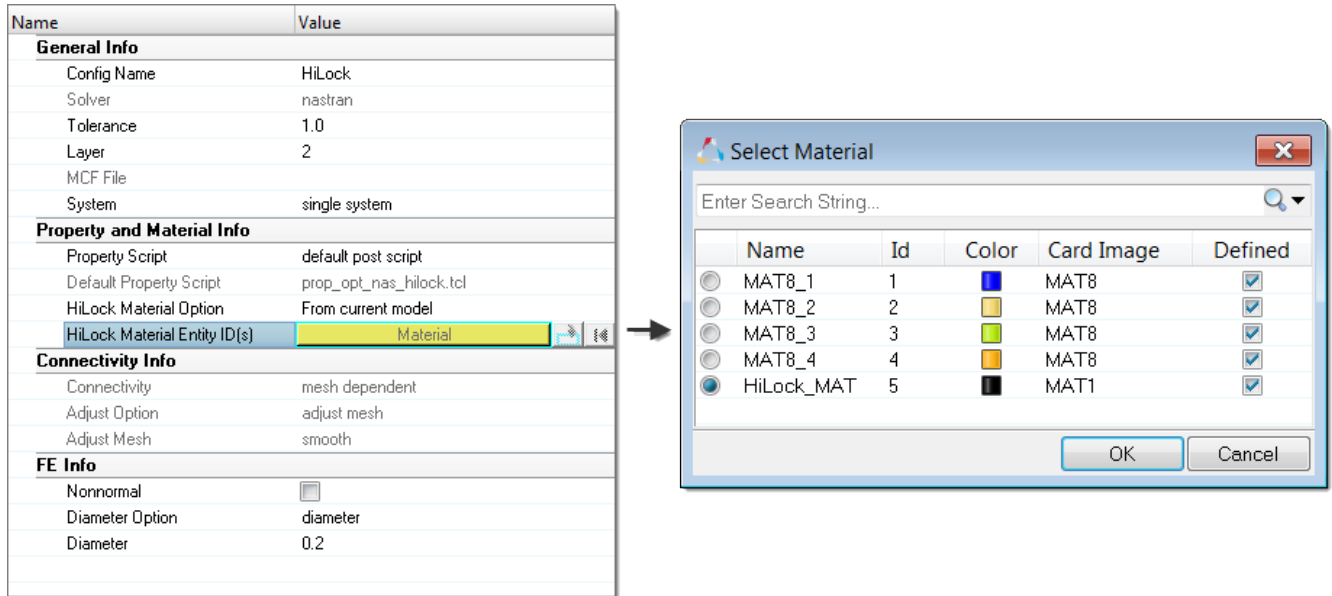 Name Value
General Info
Config Name HiLock
Solver nastran
Tolerance 1.0
Layer 2
MCF File
System single system
Property and Material Info
Property Script default post script
Default Property Script prop_opt_nas_hilock.tcl
HiLock Material Option From current model
HiLock Material Entity ID(s) Material
Connectivity Info
Connectivity mesh dependent
Adjust Option adjust mesh
Adjust Mesh smooth
FE Info
Nonnormal
Diameter Option diameter
Diameter 0.2
Select Material
Enter Search String...
Name Id Color Card Image Defined
MAT8_1 1 MAT8
MAT8_2 2 MAT8
MAT8_3 3 MAT8
MAT8_4 4 MAT8
HiLock_MAT 5 MAT1
OK Cancel